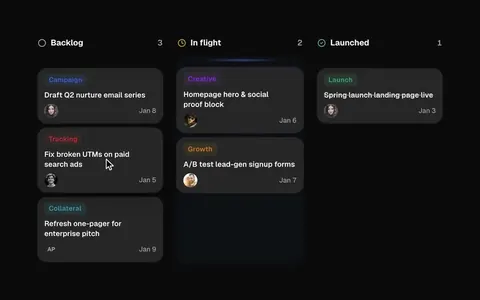 Backlog 3
Campaign
Draft Q2 nurture email series
Jan 8
Tracking
Fix broken UTMs on paid
search ads
Jan 5
Collateral
Refresh one-pager for
enterprise pitch
AP Jan 9
In flight 2
Creative
Homepage hero & social
proof block
Jan 6
Growth
A/B test lead-gen signup forms
Jan 7
Launched 1
Launch
Spring launch landing page live
Jan 3